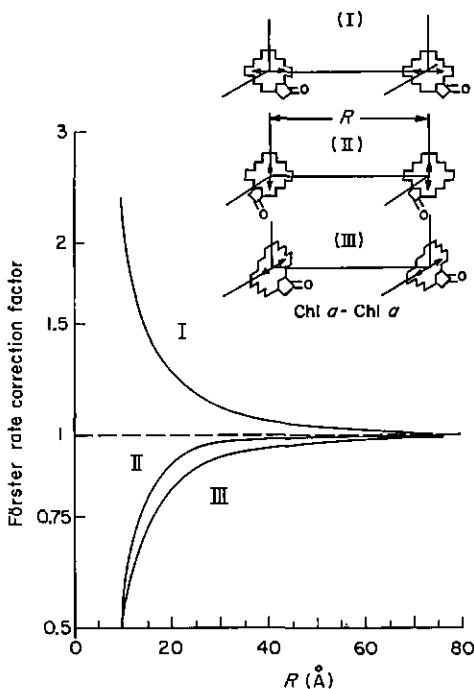 (I)
O
O
R
(II)
O
O
(III)
O
Chl a - Chl a
Förster rate correction factor
3
2
1.5
1
0.75
0.5
I
II
III
0
20
40
60
80
R (Å)